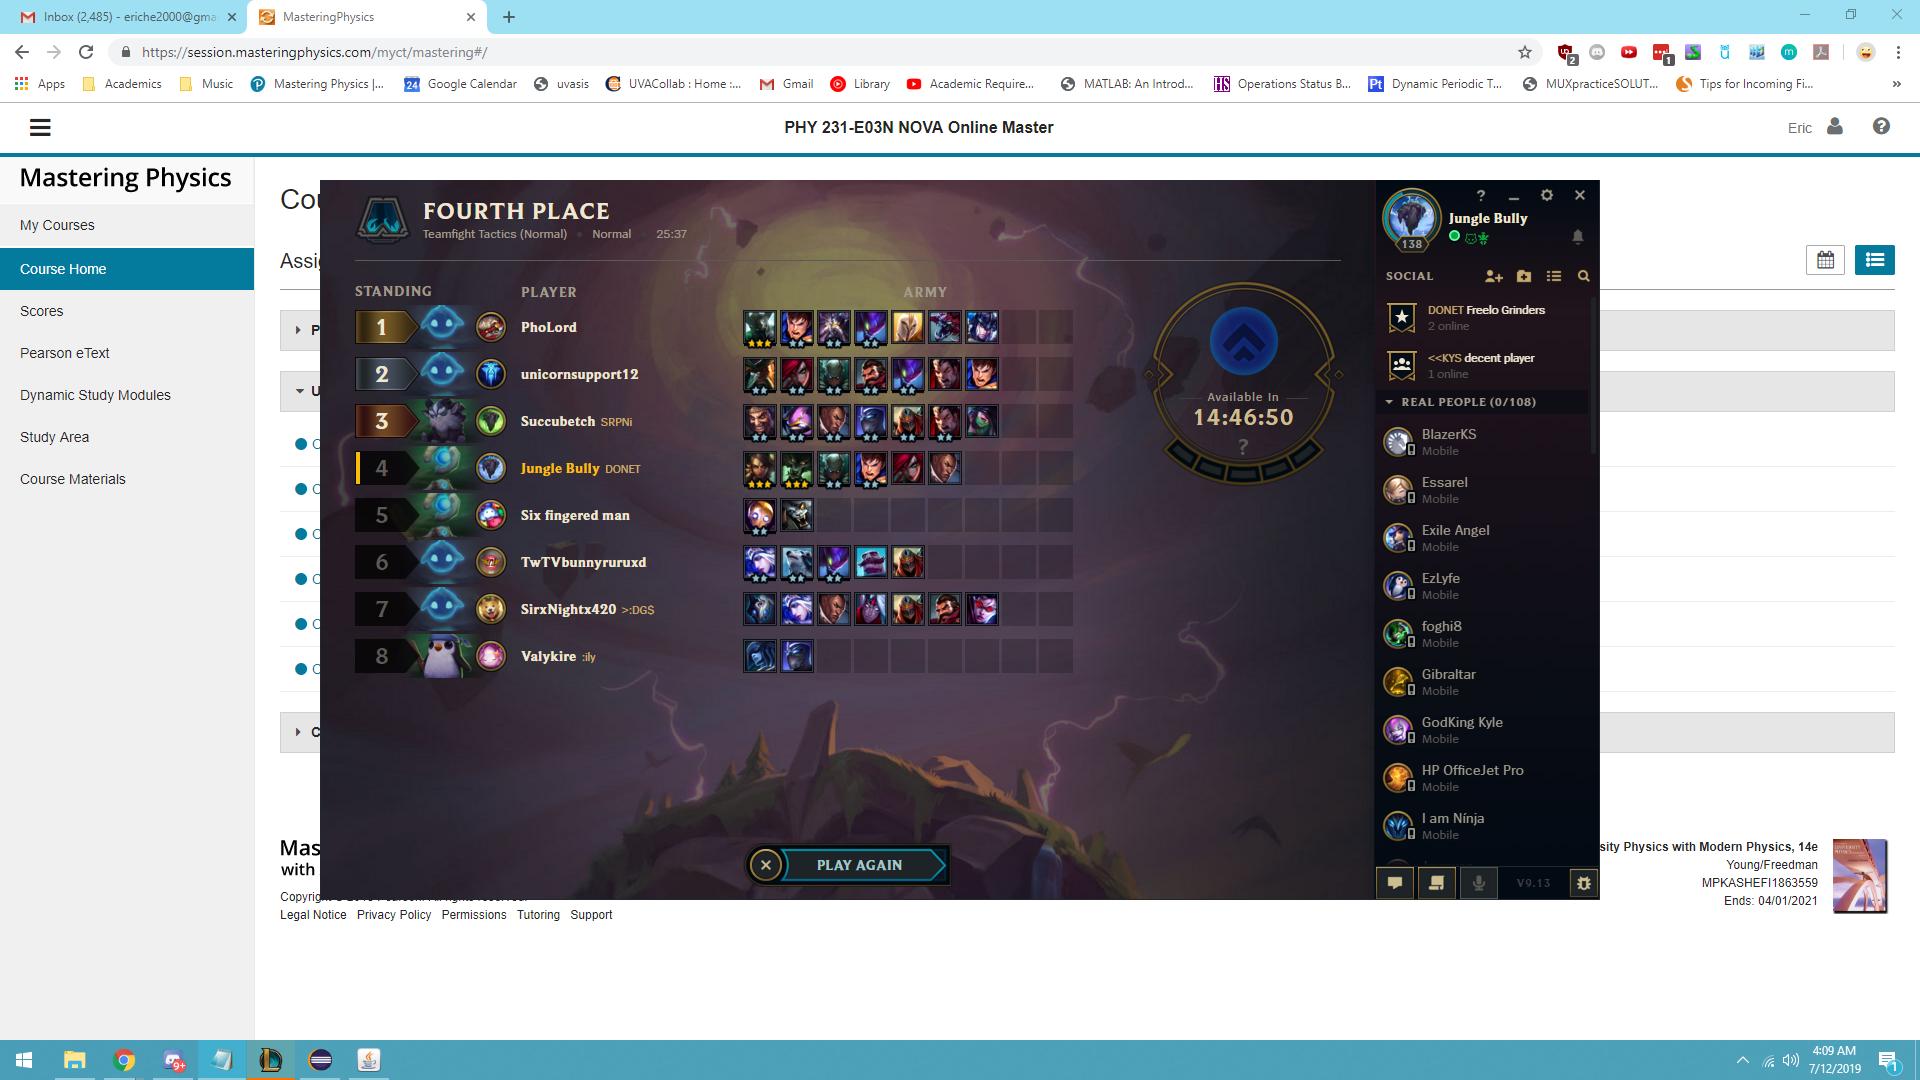 Inbox (2,485) - eriche2000@gma
MasteringPhysics
https://session.masteringphysics.com/myct/mastering#/
2
1
Apps
Academics
Music
Mastering Physics |...
24
Google Calendar
uvasis
UVACollab : Home :...
Gmail
Library
Academic Require...
MATLAB: An Introd...
HS
Operations Status B...
Pt
Dynamic Periodic T...
MUXpracticeSOLUT...
Tips for Incoming Fi...
»
PHY 231-E03N NOVA Online Master
Eric
Mastering Physics
My Courses
Course Home
Scores
Pearson eText
Dynamic Study Modules
Study Area
Course Materials
Cou
Assi
P
U
C
C
C
C
C
C
C
FOURTH PLACE
Teamfight Tactics (Normal) • Normal 25:37
STANDING PLAYER ARMY
1 PhoLord
2 unicornsupport12
3 Succubetch SRPNi
4 Jungle Bully DONET
5 Six fingered man
6 TwTVbunnyruruxd
7 SirxNightx420 >:DG$
8 Valykire :ily
Available In
14:46:50
?
PLAY AGAIN
?
Jungle Bully
138
SOCIAL
DONET Freelo Grinders
2 online
<<KYS decent player
1 online
REAL PEOPLE (0/108)
BlazerKS
Mobile
Essarel
Mobile
Exile Angel
Mobile
EzLyfe
Mobile
foghi8
Mobile
Gibraltar
Mobile
GodKing Kyle
Mobile
HP OfficeJet Pro
Mobile
I am Nínja
Mobile
V9.13
Mas
with
Legal Notice Privacy Policy Permissions Tutoring Support
sity Physics with Modern Physics, 14e
Young/Freedman
MPKASHEFI1863559
Ends: 04/01/2021
9+
4:09 AM
7/12/2019
1